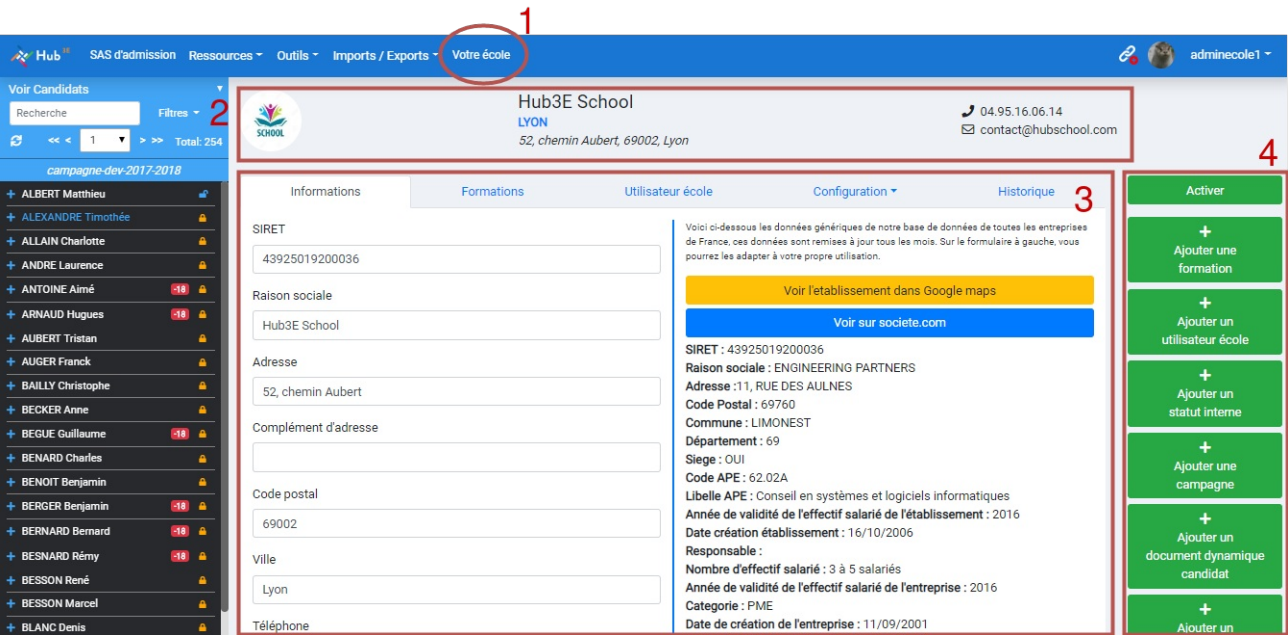 1
Hub3E
SAS d'admission
Ressources
Outils
Imports / Exports
Votre école
adminecole1
Voir Candidats
Recherche
Filtres
2
<< <
1
> >>
Total: 254
campagne-dev-2017-2018
+ ALBERT Matthieu
+ ALEXANDRE Timothée
+ ALLAIN Charlotte
+ ANDRE Laurence
+ ANTOINE Aimé -18
+ ARNAUD Hugues -18
+ AUBERT Tristan
+ AUGER Franck
+ BAILLY Christophe
+ BECKER Anne
+ BEGUE Guillaume -18
+ BENARD Charles
+ BENOIT Benjamin
+ BERGER Benjamin -18
+ BERNARD Bernard -18
+ BESNARD Rémy -18
+ BESSON René
+ BESSON Marcel
+ BLANC Denis
SCHOOL
Hub3E School
LYON
52, chemin Aubert, 69002, Lyon
04.95.16.06.14
contact@hubschool.com
Informations
Formations
Utilisateur école
Configuration
Historique
3
SIRET
43925019200036
Raison sociale
Hub3E School
Adresse
52, chemin Aubert
Complément d'adresse
Code postal
69002
Ville
Lyon
Téléphone
Voici ci-dessous les données génériques de notre base de données de toutes les entreprises
de France, ces données sont remises à jour tous les mois. Sur le formulaire à gauche, vous
pourrez les adapter à votre propre utilisation.
Voir l'etablissement dans Google maps
Voir sur societe.com
SIRET : 43925019200036
Raison sociale : ENGINEERING PARTNERS
Adresse :11, RUE DES AULNES
Code Postal : 69760
Commune : LIMONEST
Département : 69
Siege : OUI
Code APE : 62.02A
Libelle APE : Conseil en systèmes et logiciels informatiques
Année de validité de l'effectif salarié de l'établissement : 2016
Date création établissement : 16/10/2006
Responsable :
Nombre d'effectif salarié : 3 à 5 salariés
Année de validité de l'effectif salarié de l'entreprise : 2016
Categorie : PME
Date de création de l'entreprise : 11/09/2001
4
Activer
+
Ajouter une
formation
+
Ajouter un
utilisateur école
+
Ajouter un
statut interne
+
Ajouter une
campagne
+
Ajouter un
document dynamique
candidat
+
Ajouter un